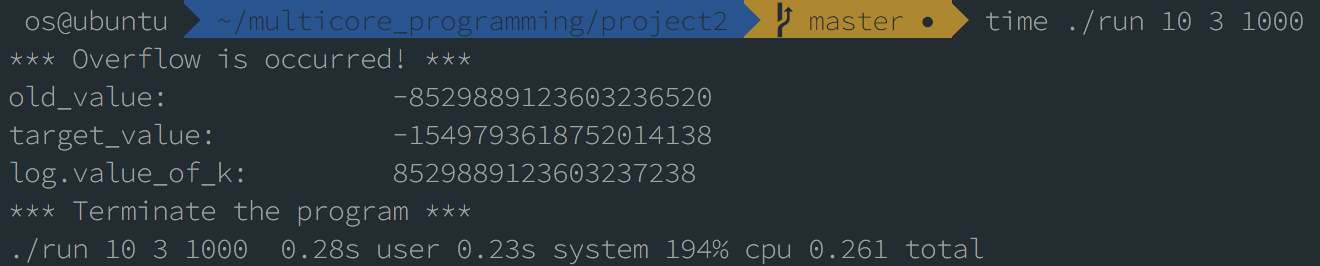 os@ubuntu ~/multicore_programming/project2 master ● time ./run 10 3 1000
*** Overflow is occurred! ***
old_value: -8529889123603236520
target_value: -1549793618752014138
log.value_of_k: 8529889123603237238
*** Terminate the program ***
./run 10 3 1000 0.28s user 0.23s system 194% cpu 0.261 total